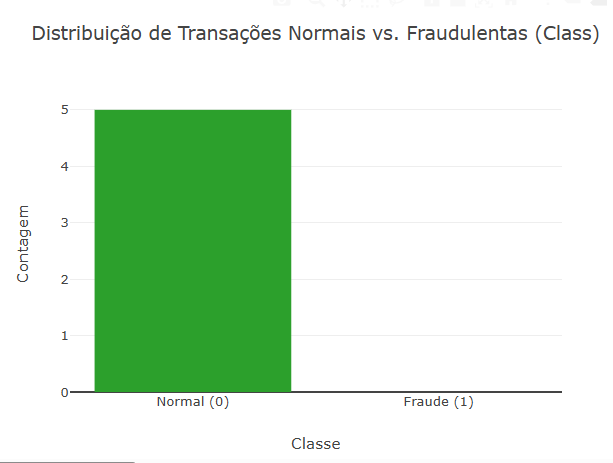 Distribuição de Transações Normais vs. Fraudulentas (Class)
5
4
3
2
1
0
Contagem
Normal (0)
Fraude (1)
Classe